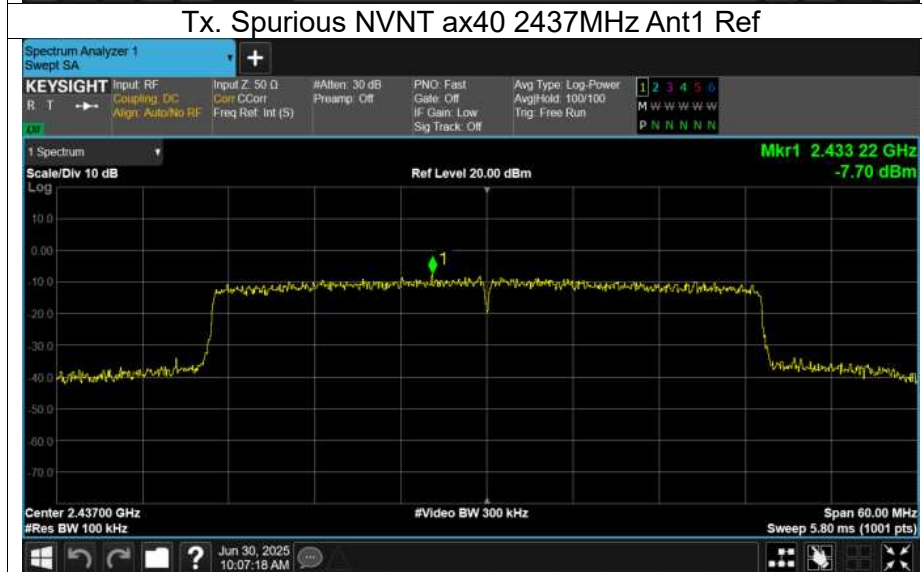 Tx. Spurious NVNT ax40 2437MHz Ant1 Ref
Spectrum Analyzer 1
Swept SA
+
KEYSIGHT
R T
Input: RF
Coupling: DC
Align: Auto/No RF
Input Z: 50 Ω
Corr CCorr
Freq Ref: Int (S)
#Atten: 30 dB
Preamp: Off
PNO: Fast
Gate: Off
IF Gain: Low
Sig Track: Off
Avg Type: Log-Power
Avg|Hold: 100/100
Trig: Free Run
1 2 3 4 5 6
M W W W W W
P N N N N N
1 Spectrum
Mkr1 2.433 22 GHz
Scale/Div 10 dB
Ref Level 20.00 dBm
-7.70 dBm
Log
10.0
0.00
1
-10.0
-20.0
-30.0
-40.0
-50.0
-60.0
-70.0
Center 2.43700 GHz
#Video BW 300 kHz
Span 60.00 MHz
#Res BW 100 kHz
Sweep 5.80 ms (1001 pts)
?
Jun 30, 2025
10:07:18 AM